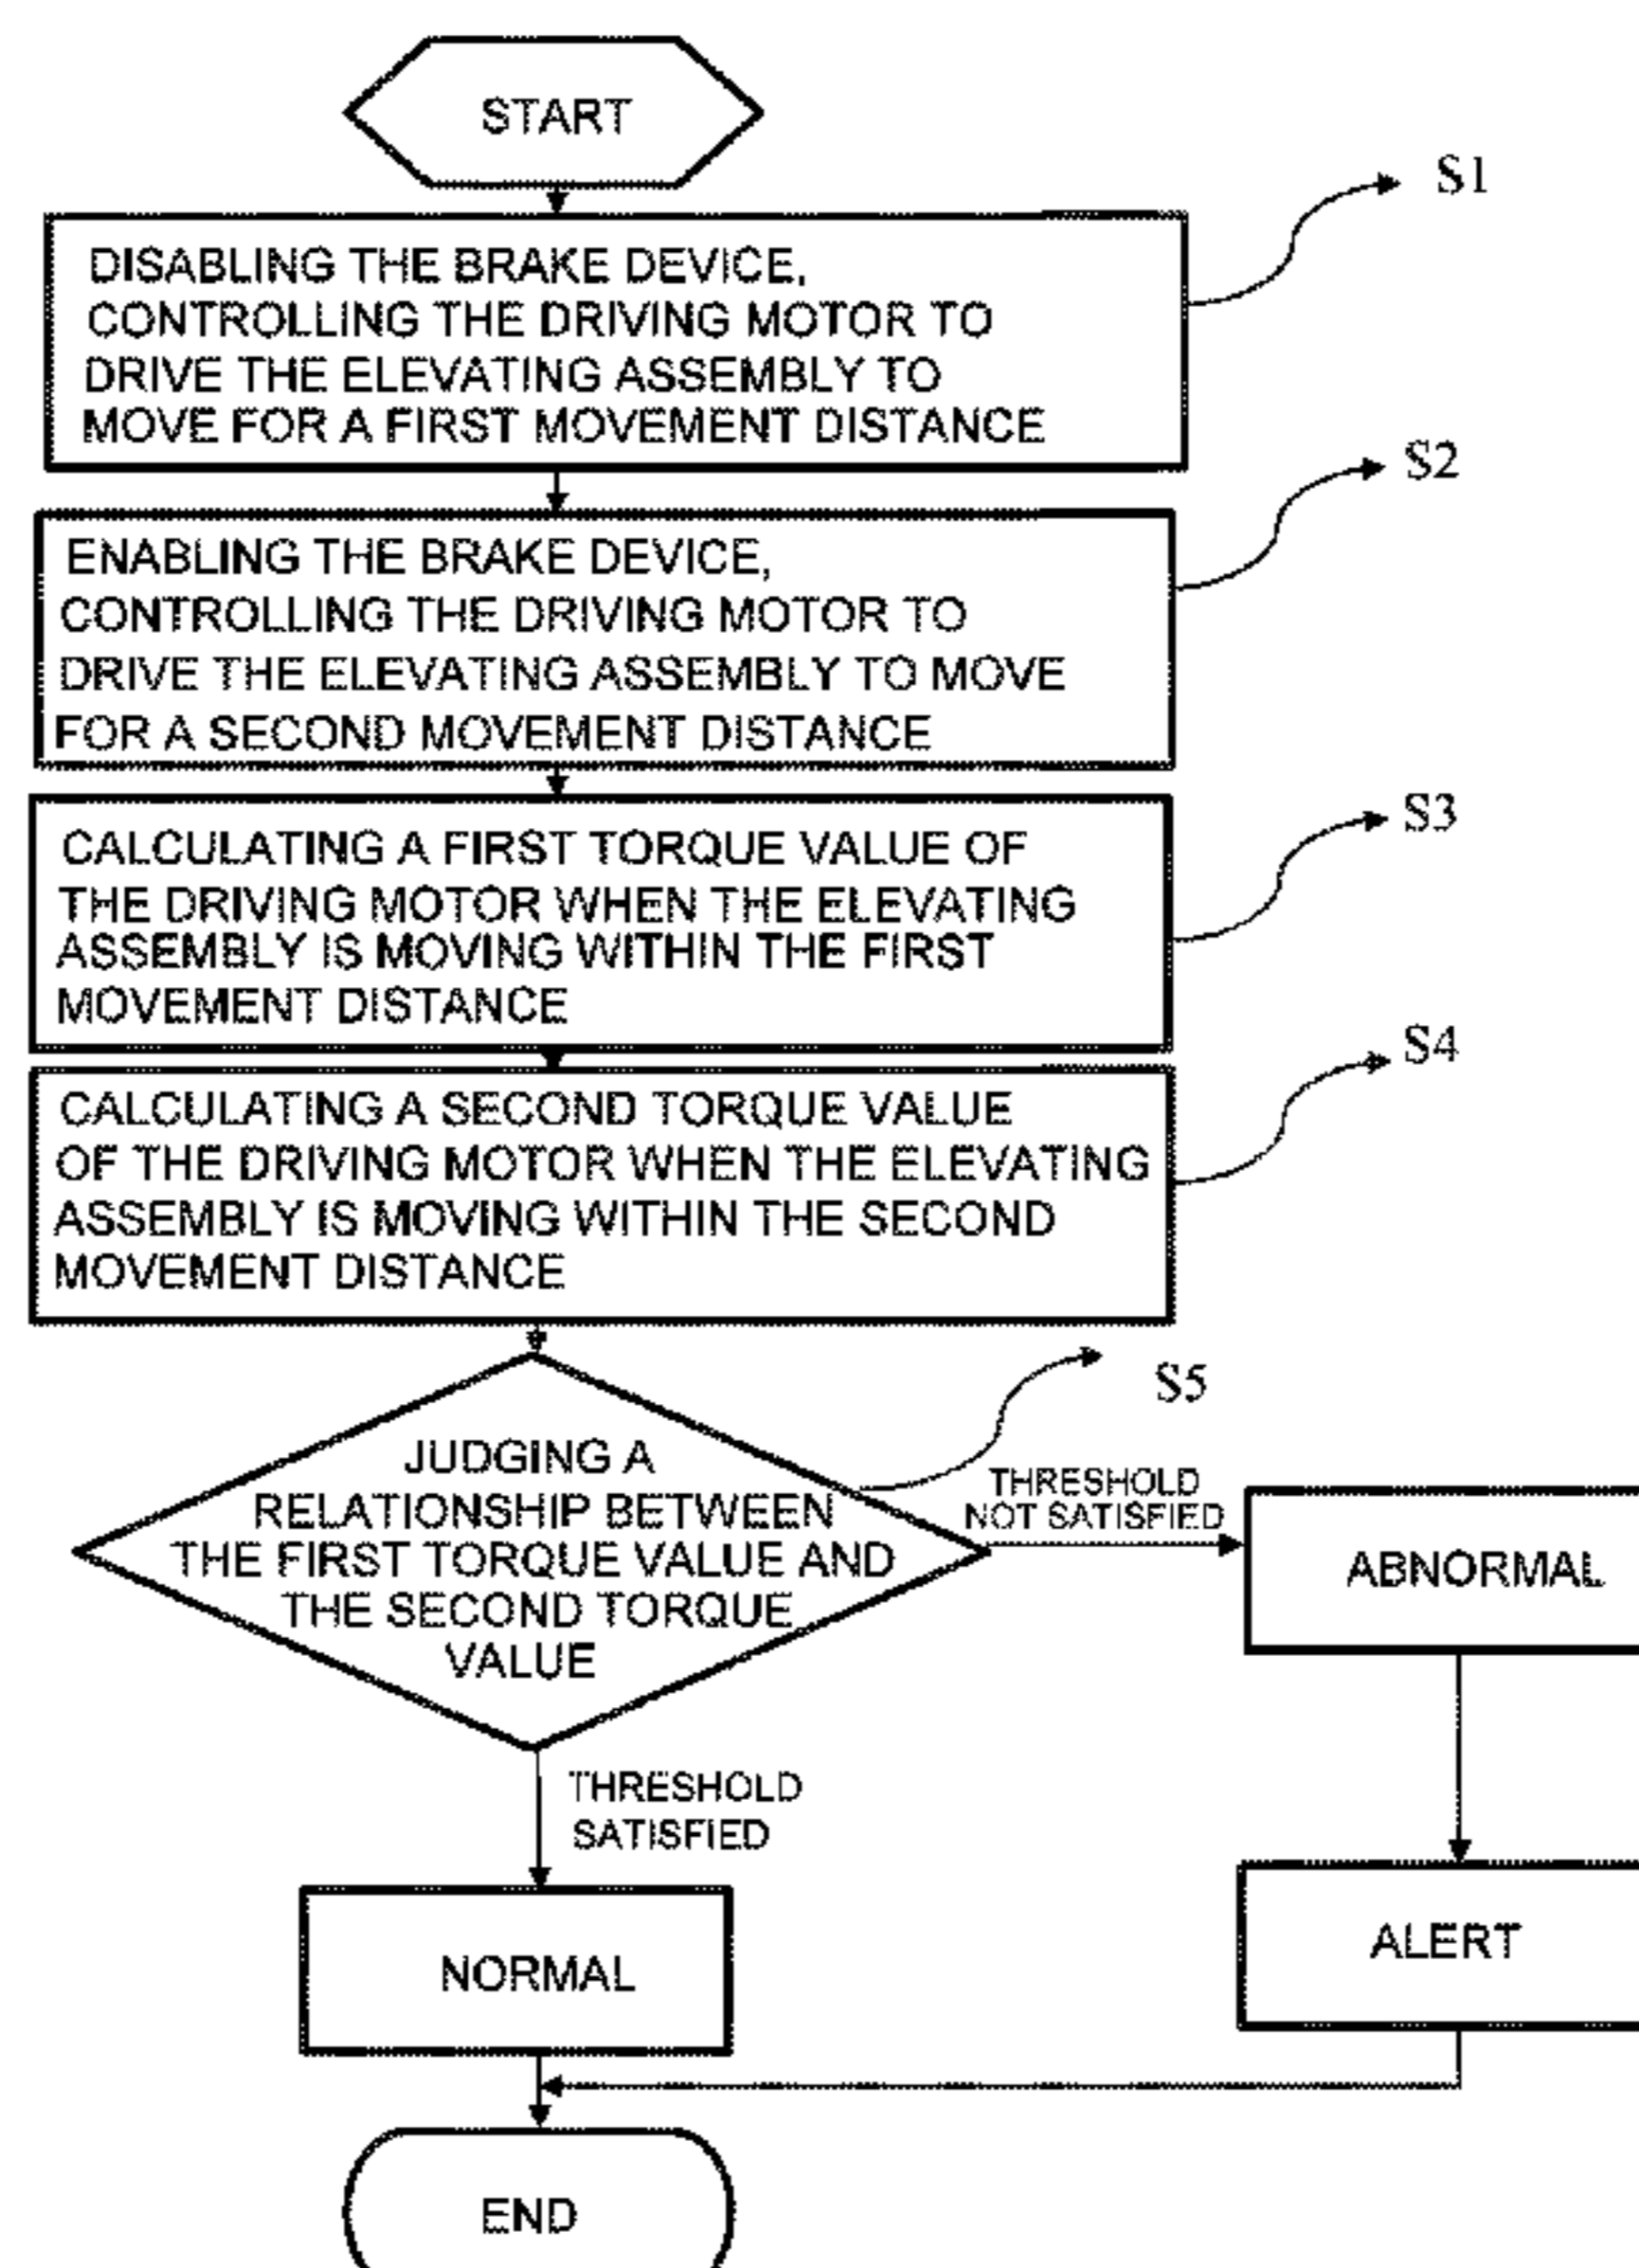 START
S1
DISABLING THE BRAKE DEVICE,
CONTROLLING THE DRIVING MOTOR TO
DRIVE THE ELEVATING ASSEMBLY TO
MOVE FOR A FIRST MOVEMENT DISTANCE
S2
ENABLING THE BRAKE DEVICE,
CONTROLLING THE DRIVING MOTOR TO
DRIVE THE ELEVATING ASSEMBLY TO MOVE
FOR A SECOND MOVEMENT DISTANCE
S3
CALCULATING A FIRST TORQUE VALUE OF
THE DRIVING MOTOR WHEN THE ELEVATING
ASSEMBLY IS MOVING WITHIN THE FIRST
MOVEMENT DISTANCE
S4
CALCULATING A SECOND TORQUE VALUE
OF THE DRIVING MOTOR WHEN THE ELEVATING
ASSEMBLY IS MOVING WITHIN THE SECOND
MOVEMENT DISTANCE
S5
JUDGING A
RELATIONSHIP BETWEEN
THE FIRST TORQUE VALUE AND
THE SECOND TORQUE
VALUE
THRESHOLD
NOT SATISFIED
ABNORMAL
THRESHOLD
SATISFIED
NORMAL
ALERT
END